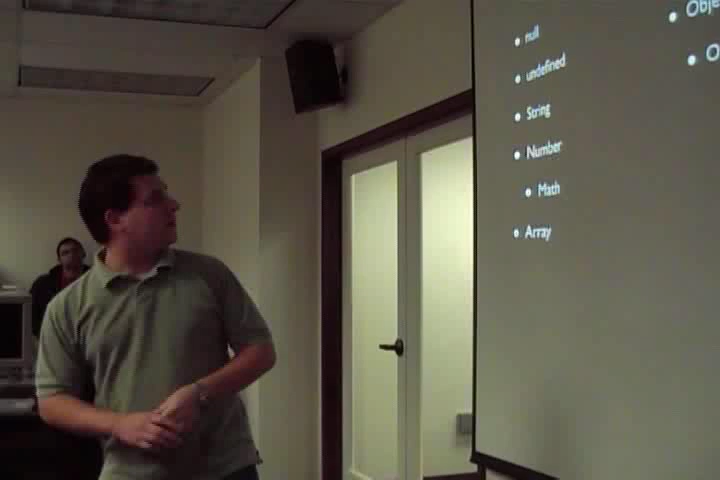 null
undefined
String
Number
Math
Array